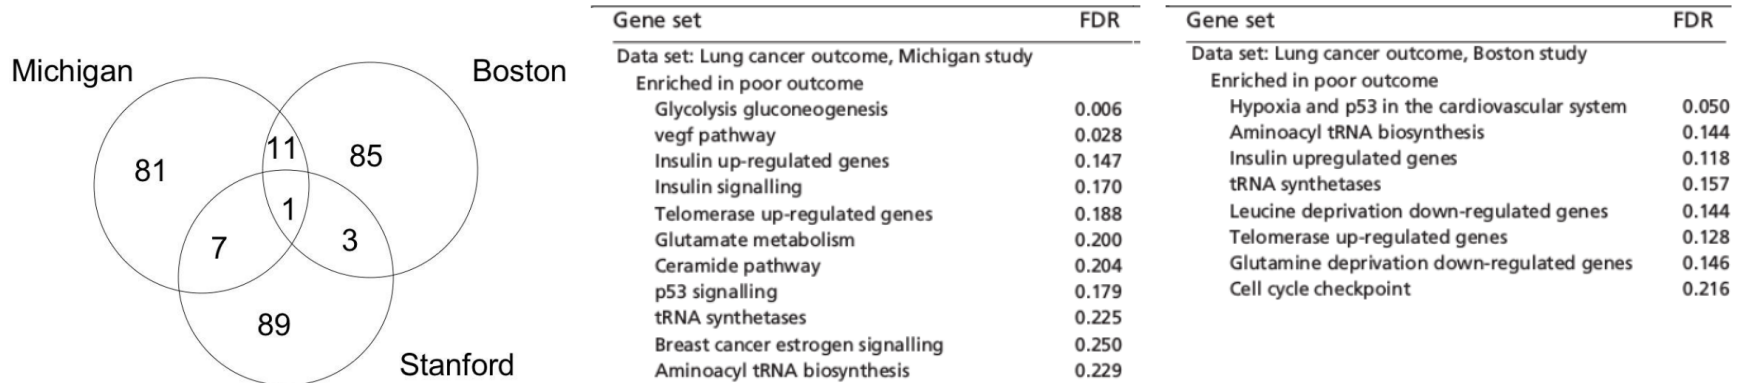 Michigan
Boston
81
11
85
1
7
3
89
Stanford
Gene set FDR
Data set: Lung cancer outcome, Michigan study
Enriched in poor outcome
Glycolysis gluconeogenesis 0.006
vegf pathway 0.028
Insulin up-regulated genes 0.147
Insulin signalling 0.170
Telomerase up-regulated genes 0.188
Glutamate metabolism 0.200
Ceramide pathway 0.204
p53 signalling 0.179
tRNA synthetases 0.225
Breast cancer estrogen signalling 0.250
Aminoacyl tRNA biosynthesis 0.229
Gene set FDR
Data set: Lung cancer outcome, Boston study
Enriched in poor outcome
Hypoxia and p53 in the cardiovascular system 0.050
Aminoacyl tRNA biosynthesis 0.144
Insulin upregulated genes 0.118
tRNA synthetases 0.157
Leucine deprivation down-regulated genes 0.144
Telomerase up-regulated genes 0.128
Glutamine deprivation down-regulated genes 0.146
Cell cycle checkpoint 0.216